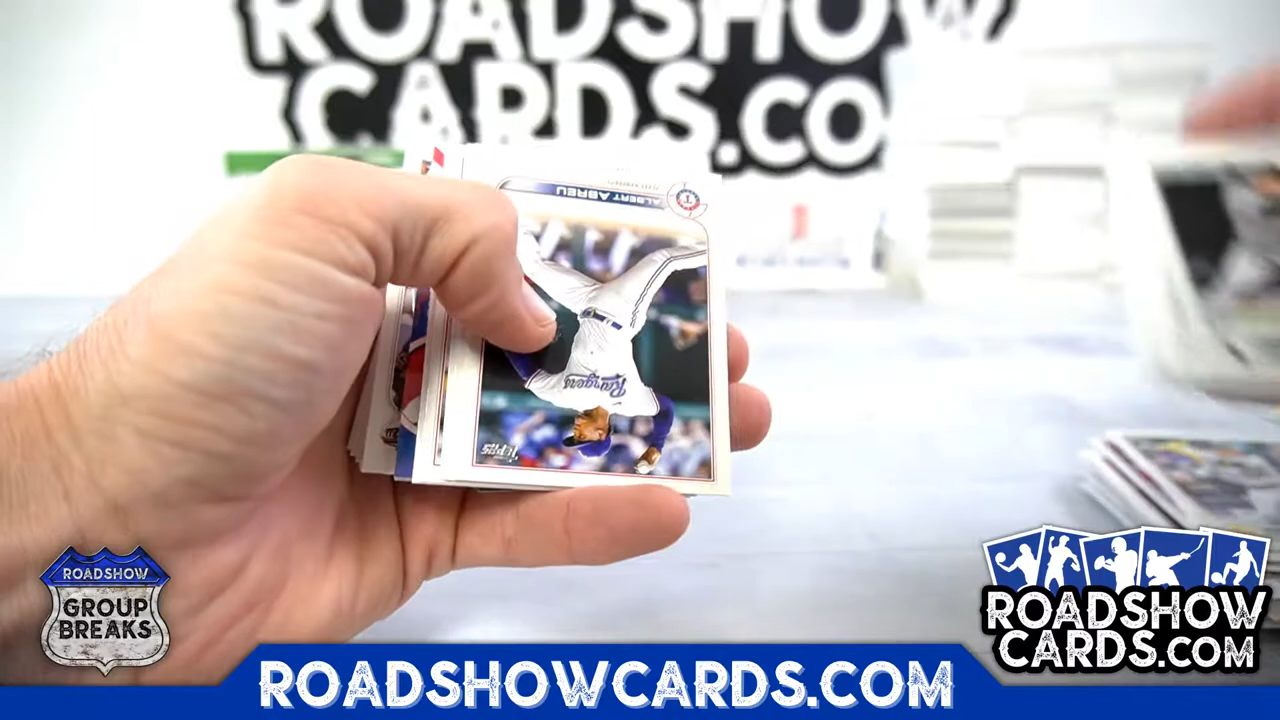 ROADSHOW
CARDS.CO
ALBERT ABREU
Rangers
TOPPS
ROADSHOW
GROUP
BREAKS
ROADSHOWCARDS.COM
ROADSHOW
CARDS.COM